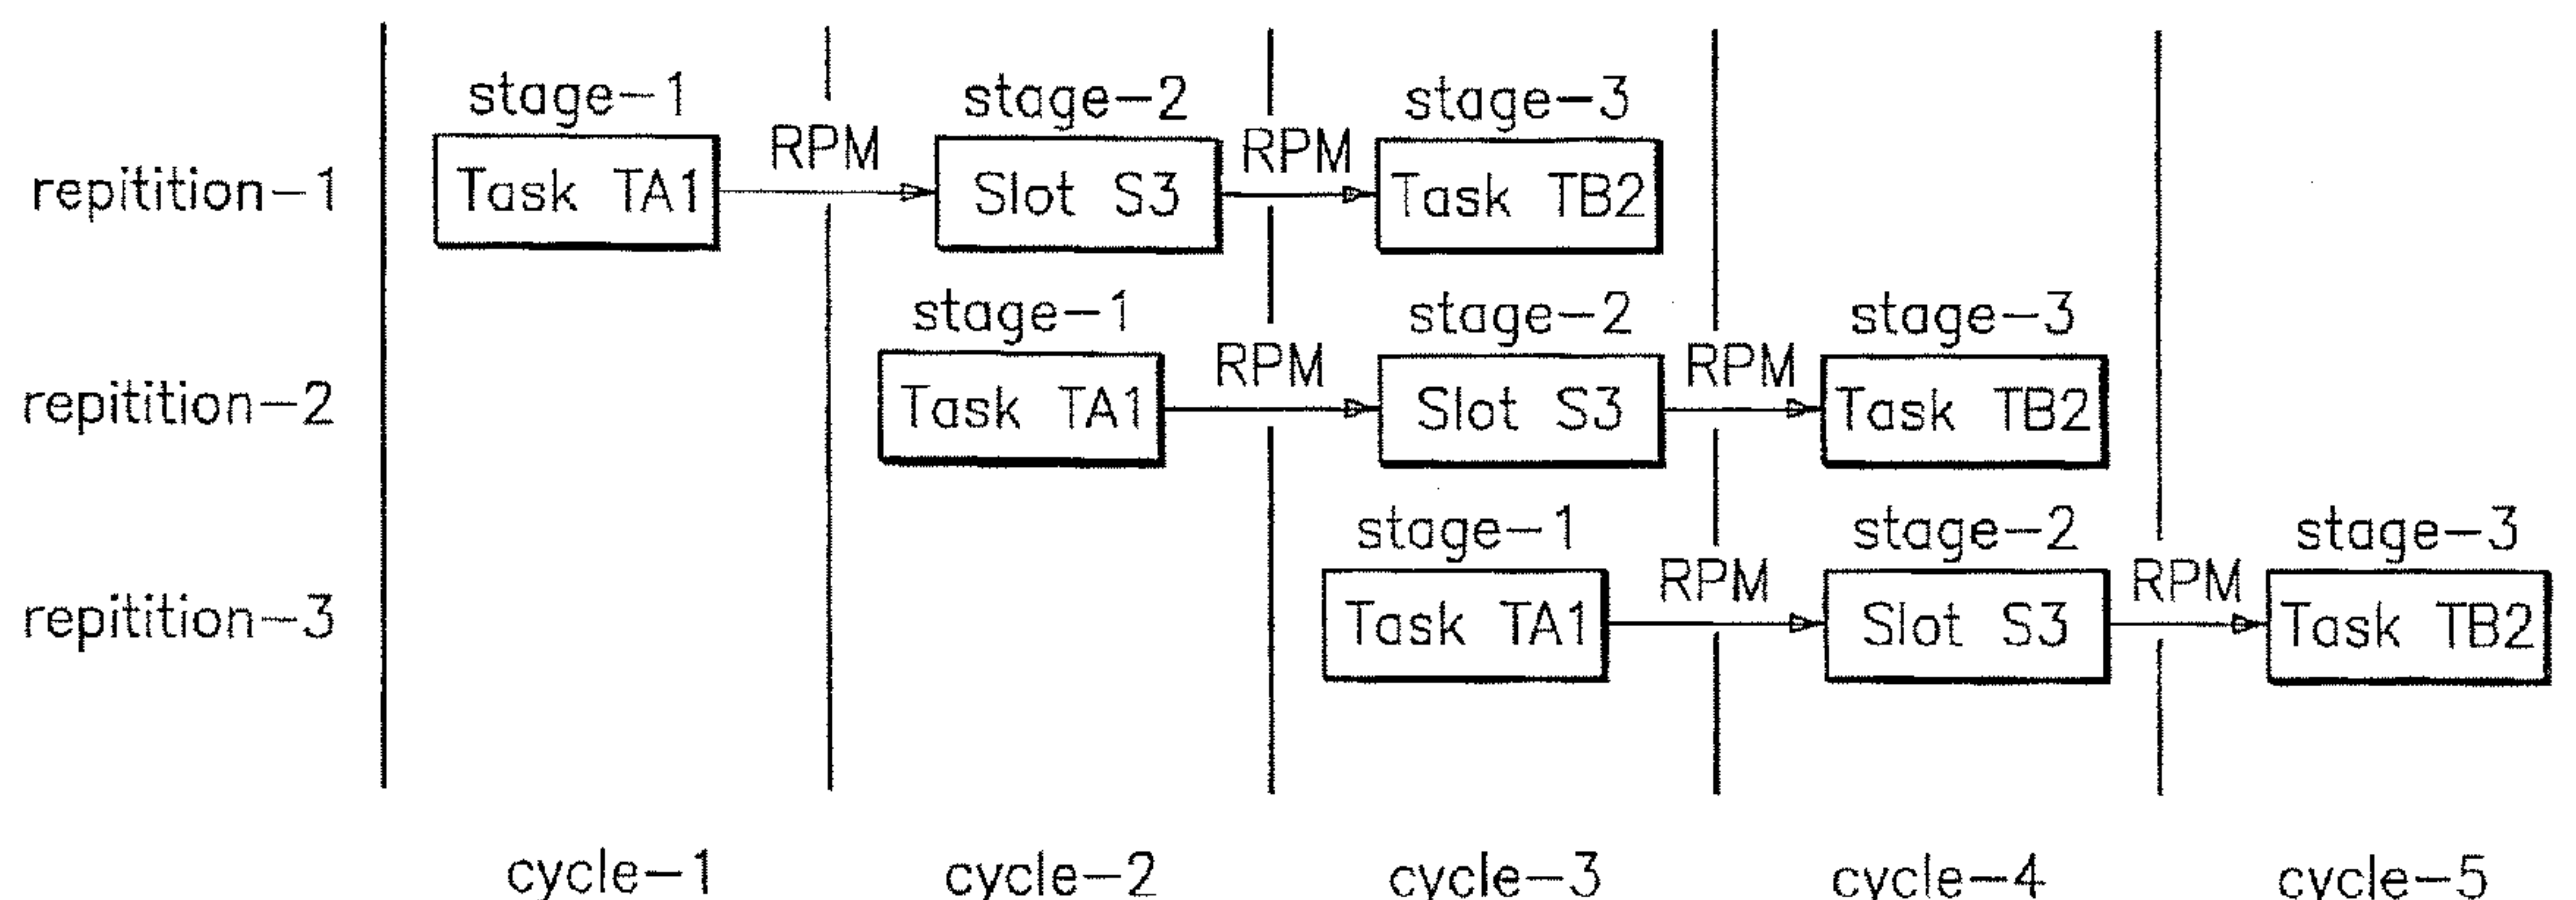 stage-1 stage-2 stage-3
RPM RPM
repitition-1 Task TA1 Slot S3 Task TB2
stage-1 stage-2 stage-3
RPM RPM
repitition-2 Task TA1 Slot S3 Task TB2
stage-1 stage-2 stage-3
RPM RPM
repitition-3 Task TA1 Slot S3 Task TB2
cycle-1 cycle-2 cycle-3 cycle-4 cycle-5